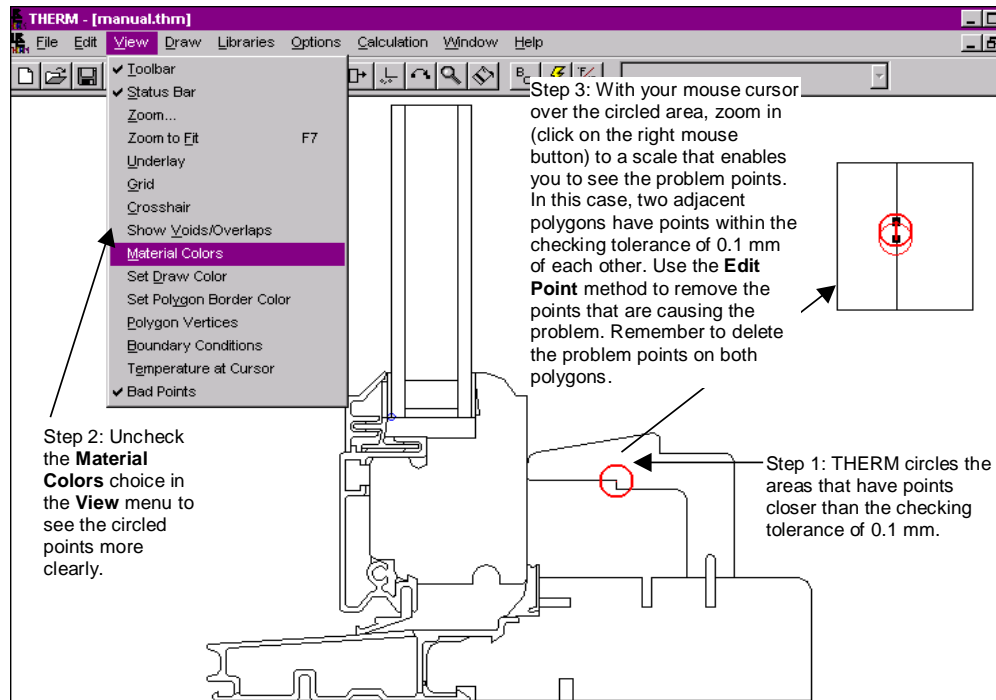 THERM - [manual.thm]
File Edit View Draw Libraries Options Calculation Window Help
Toolbar
Status Bar
Zoom...
Zoom to Fit F7
Underlay
Grid
Crosshair
Show Voids/Overlaps
Material Colors
Set Draw Color
Set Polygon Border Color
Polygon Vertices
Boundary Conditions
Temperature at Cursor
Bad Points
Step 3: With your mouse cursor
over the circled area, zoom in
(click on the right mouse
button) to a scale that enables
you to see the problem points.
In this case, two adjacent
polygons have points within the
checking tolerance of 0.1 mm
of each other. Use the Edit
Point method to remove the
points that are causing the
problem. Remember to delete
the problem points on both
polygons.
Step 2: Uncheck
the Material
Colors choice in
the View menu to
see the circled
points more
clearly.
Step 1: THERM circles the
areas that have points
closer than the checking
tolerance of 0.1 mm.